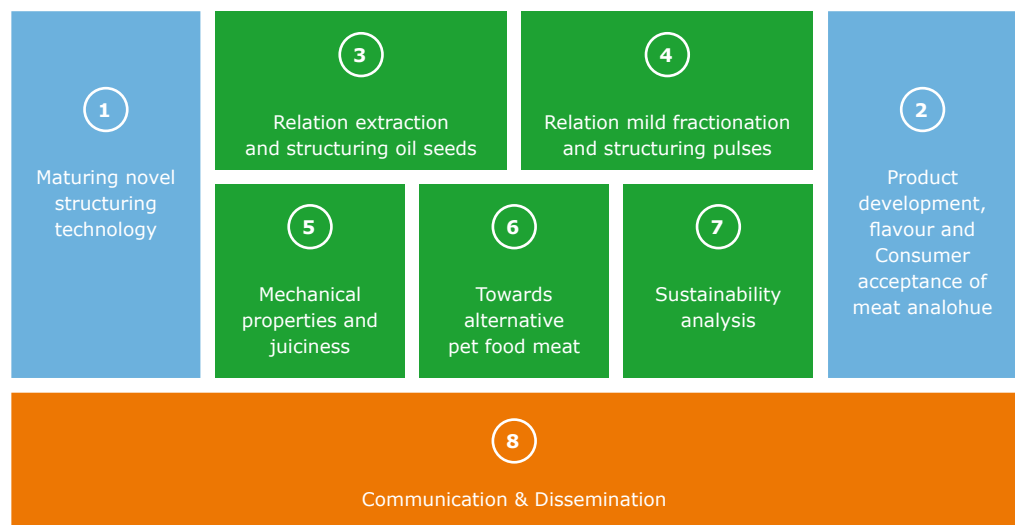 1
Maturing novel
structuring
technology
3
Relation extraction
and structuring oil seeds
4
Relation mild fractionation
and structuring pulses
2
Product
development,
flavour and
Consumer
acceptance of
meat analohue
5
Mechanical
properties and
juiciness
6
Towards
alternative
pet food meat
7
Sustainability
analysis
8
Communication & Dissemination